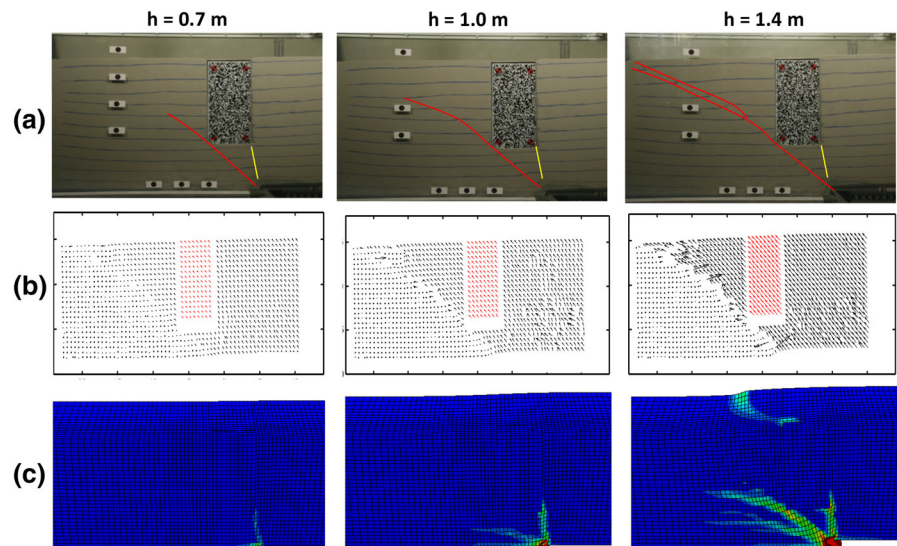 h = 0.7 m
h = 1.0 m
h = 1.4 m
(a)
(b)
(c)